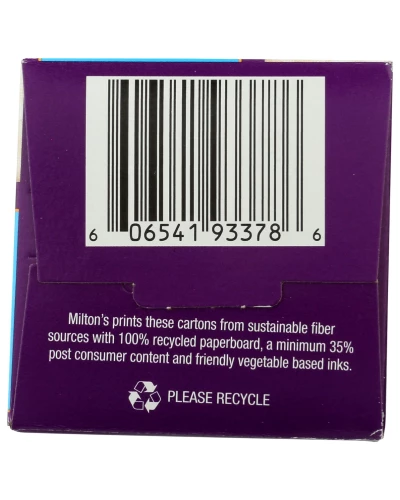 6 06541 93378 6
Milton's prints these cartons from sustainable fiber
sources with 100% recycled paperboard, a minimum 35%
post consumer content and friendly vegetable based inks.
PLEASE RECYCLE